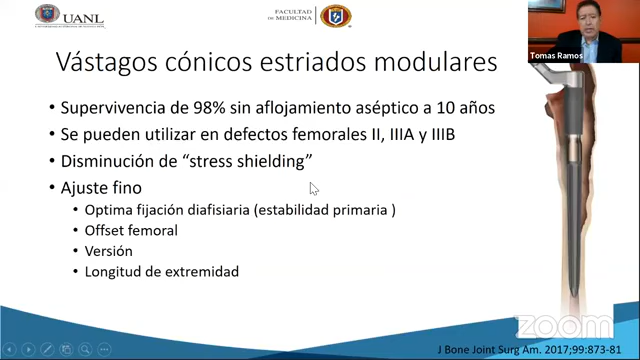 UANL
FACULTAD
DE MEDICINA
Tomas Ramos
Vástagos cónicos estriados modulares
• Supervivencia de 98% sin aflojamiento aséptico a 10 años
• Se pueden utilizar en defectos femorales II, IIIA y IIIB
• Disminución de “stress shielding”
• Ajuste fino
• Optima fijación diafisiaria (estabilidad primaria )
• Offset femoral
• Versión
• Longitud de extremidad
zoom
J Bone Joint Surg Am. 2017;99:873-81